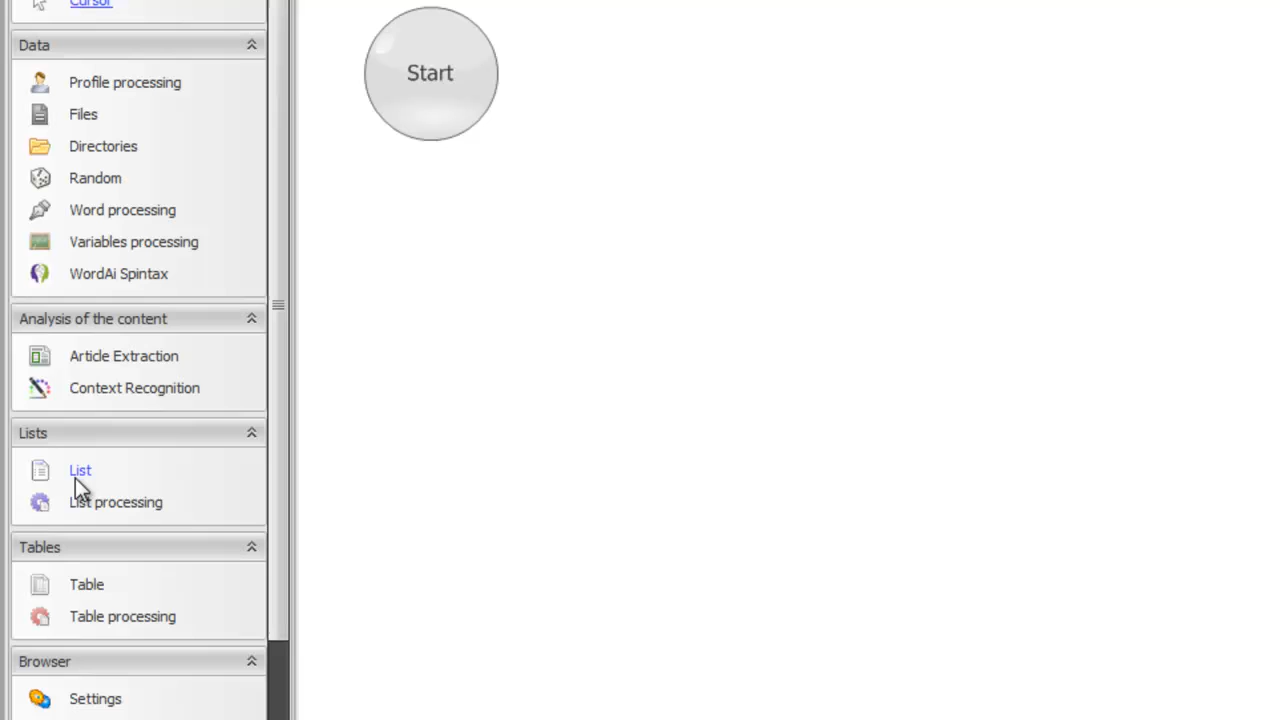 Cursor
Start
Data
Profile processing
Files
Directories
Random
Word processing
Variables processing
WordAi Spintax
Analysis of the content
Article Extraction
Context Recognition
Lists
List
List processing
Tables
Table
Table processing
Browser
Settings